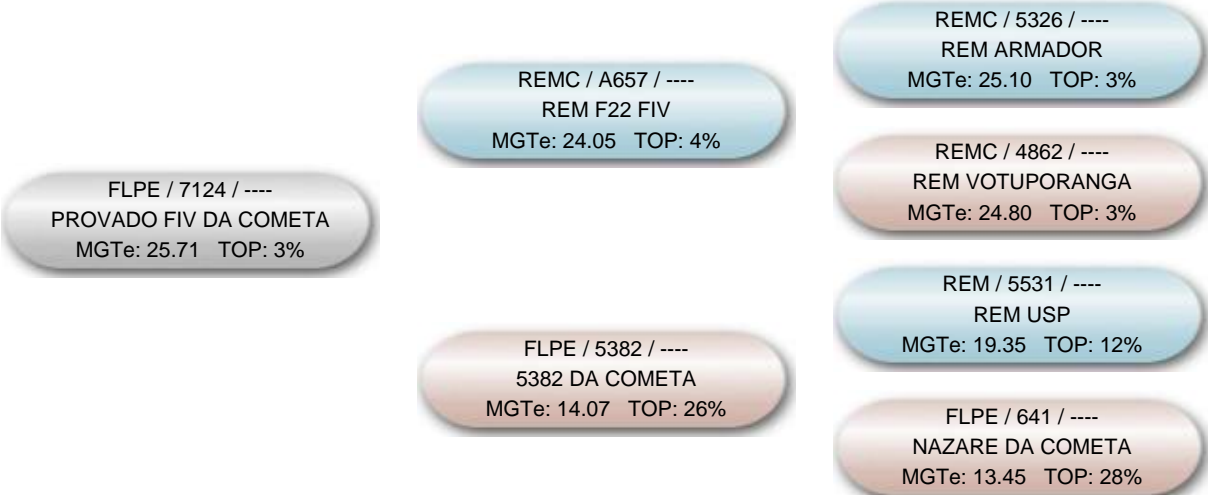 FLPE / 7124 / ----
PROVADO FIV DA COMETA
MGTe: 25.71 TOP: 3%
REMC / A657 / ----
REM F22 FIV
MGTe: 24.05 TOP: 4%
FLPE / 5382 / ----
5382 DA COMETA
MGTe: 14.07 TOP: 26%
REMC / 5326 / ----
REM ARMADOR
MGTe: 25.10 TOP: 3%
REMC / 4862 / ----
REM VOTUPORANGA
MGTe: 24.80 TOP: 3%
REM / 5531 / ----
REM USP
MGTe: 19.35 TOP: 12%
FLPE / 641 / ----
NAZARE DA COMETA
MGTe: 13.45 TOP: 28%